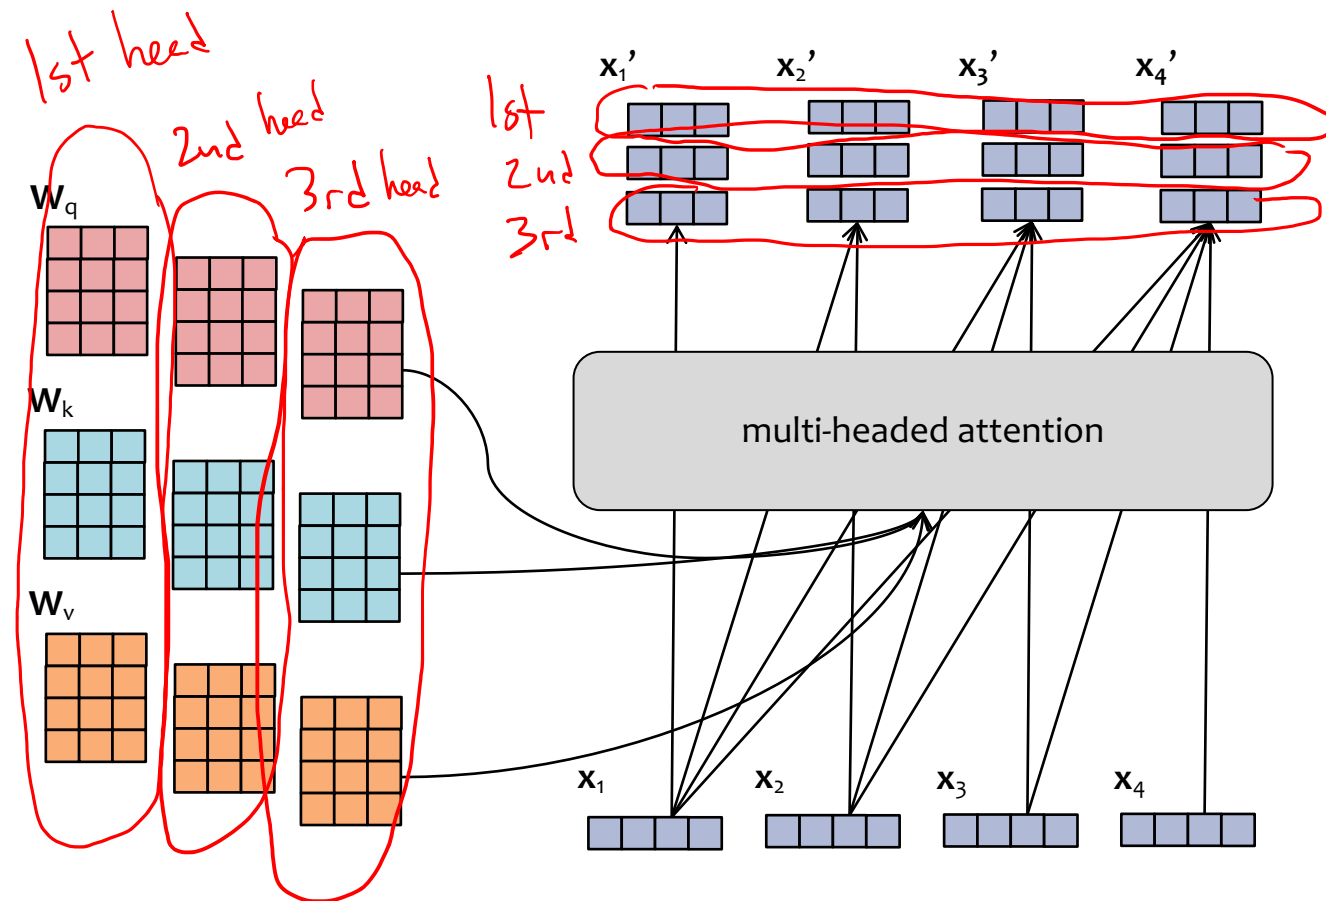 1st head
2nd head
3rd head
Wq
Wk
Wv
x1’ x2’ x3’ x4’
1st
2nd
3rd
multi-headed attention
x1 x2 x3 x4